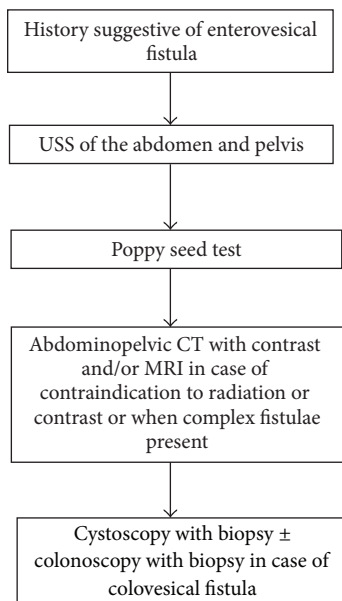 History suggestive of enterovesical
fistula
USS of the abdomen and pelvis
Poppy seed test
Abdominopelvic CT with contrast
and/or MRI in case of
contraindication to radiation or
contrast or when complex fistulae
present
Cystoscopy with biopsy ±
colonoscopy with biopsy in case of
colovesical fistula